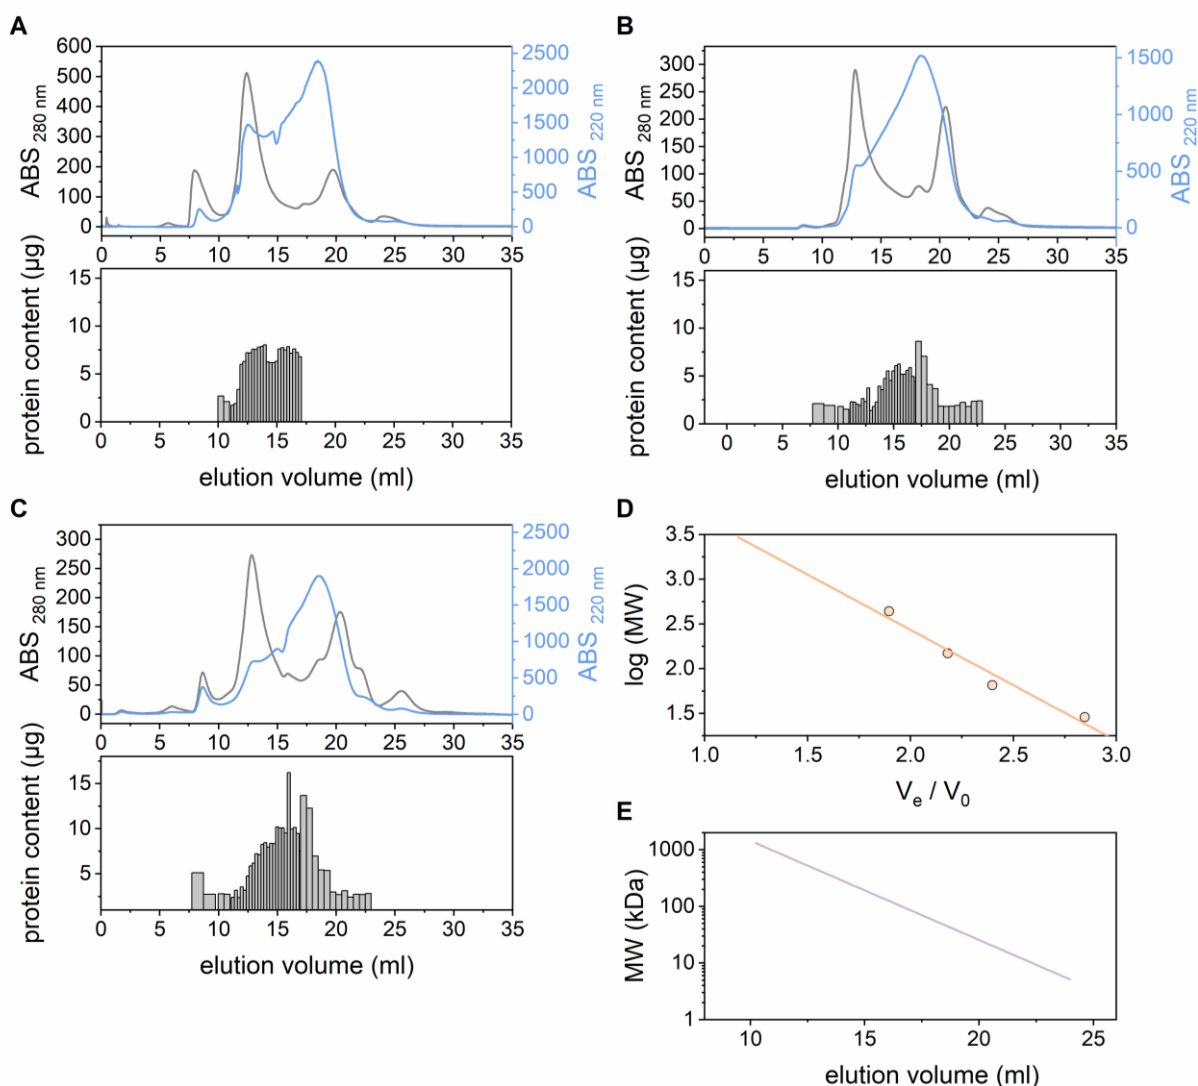 A
ABS 280 nm
600
500
400
300
200
100
0
2500
2000
1500
1000
500
0
ABS 220 nm
0 5 10 15 20 25 30 35
protein content (µg)
15
10
5
0
0 5 10 15 20 25 30 35
elution volume (ml)
B
ABS 280 nm
300
250
200
150
100
50
0
1500
1000
500
0
ABS 220 nm
0 5 10 15 20 25 30 35
protein content (µg)
15
10
5
0
0 5 10 15 20 25 30 35
elution volume (ml)
C
ABS 280 nm
300
250
200
150
100
50
0
2500
2000
1500
1000
500
0
ABS 220 nm
0 5 10 15 20 25 30 35
protein content (µg)
15
10
5
0 5 10 15 20 25 30 35
elution volume (ml)
D
log (MW)
3.5
3.0
2.5
2.0
1.5
1.0 1.5 2.0 2.5 3.0
Ve / V0
E
MW (kDa)
1000
100
10
1
10 15 20 25
elution volume (ml)